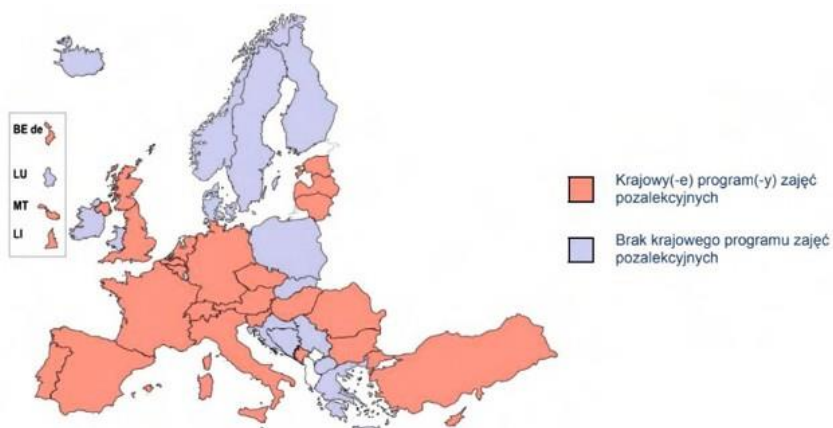 BE de
LU
MT
LI
Krajowy(-e) program(-y) zajęć
pozalekcyjnych
Brak krajowego programu zajęć
pozalekcyjnych